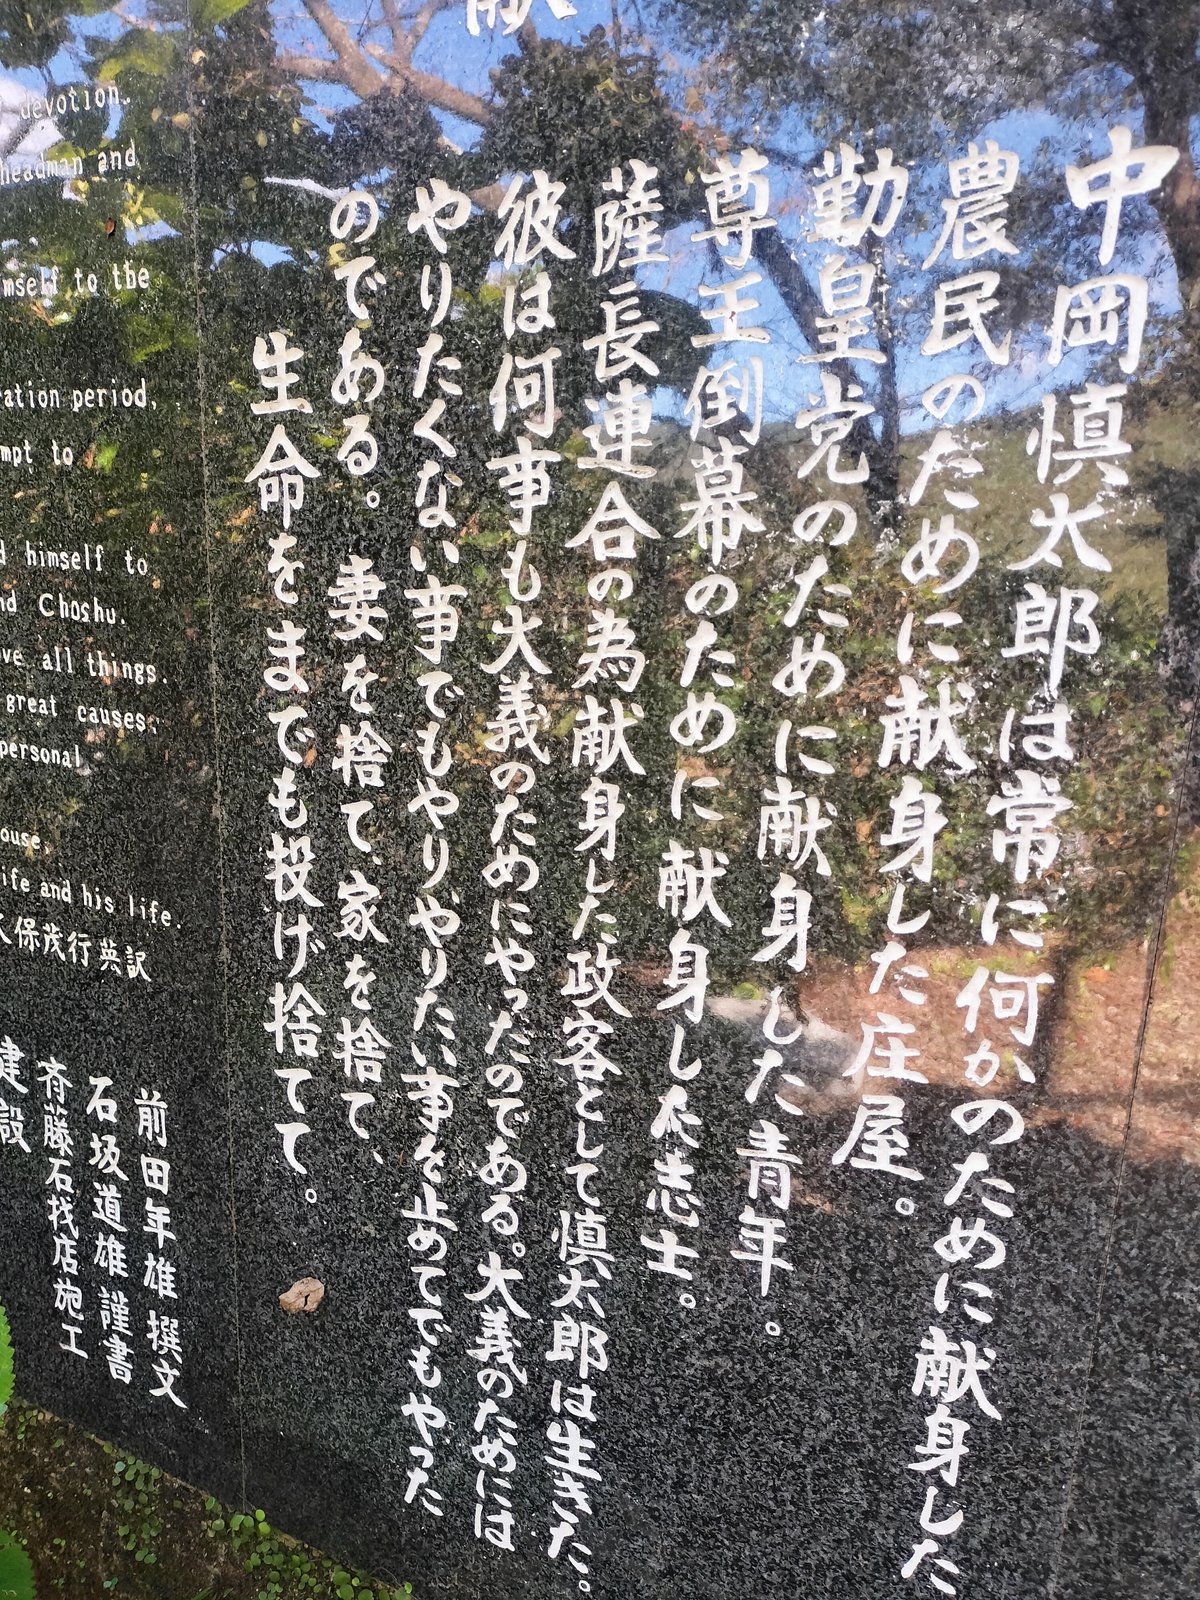 献
中岡慎太郎は常に何かのために献身した
農民のために献身した庄屋。
勤皇党のために献身した青年。
尊王倒幕のために献身した志士。
薩長連合の為献身した政客として慎太郎は生きた。
彼は何事も大義のためにやったのである。大義のためには
やりたくない事でもやり、やりたい事を止めてでもやった
のである。妻を捨て、家を捨て、
生命をまでも投げ捨てて。
devotion.
headman and
mself to the
ration period,
mpt to
d himself to
nd Choshu.
ve all things.
great causes,
personal
ouse,
ife and his life.
久保茂行英訳
前田年雄撰文
石坂道雄謹書
斉藤石材店施工
建設